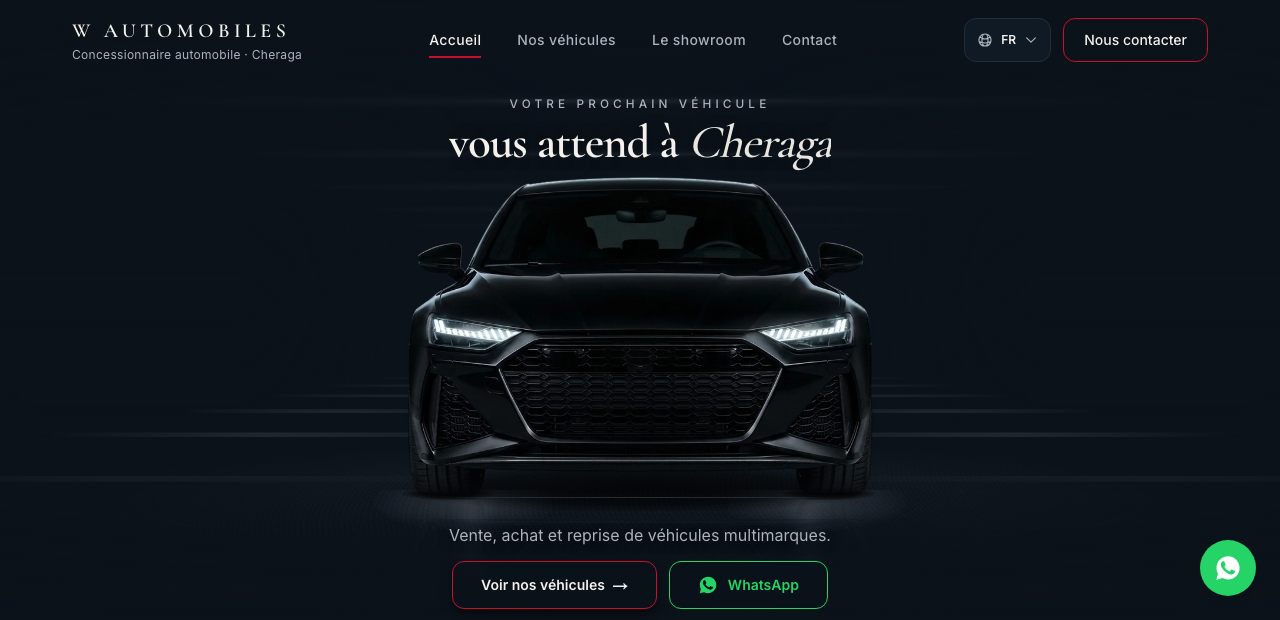 W AUTOMOBILES
Concessionnaire automobile · Cheraga
Accueil
Nos véhicules
Le showroom
Contact
FR
Nous contacter
VOTRE PROCHAIN VÉHICULE
vous attend à Cheraga
Vente, achat et reprise de véhicules multimarques.
Voir nos véhicules →
WhatsApp